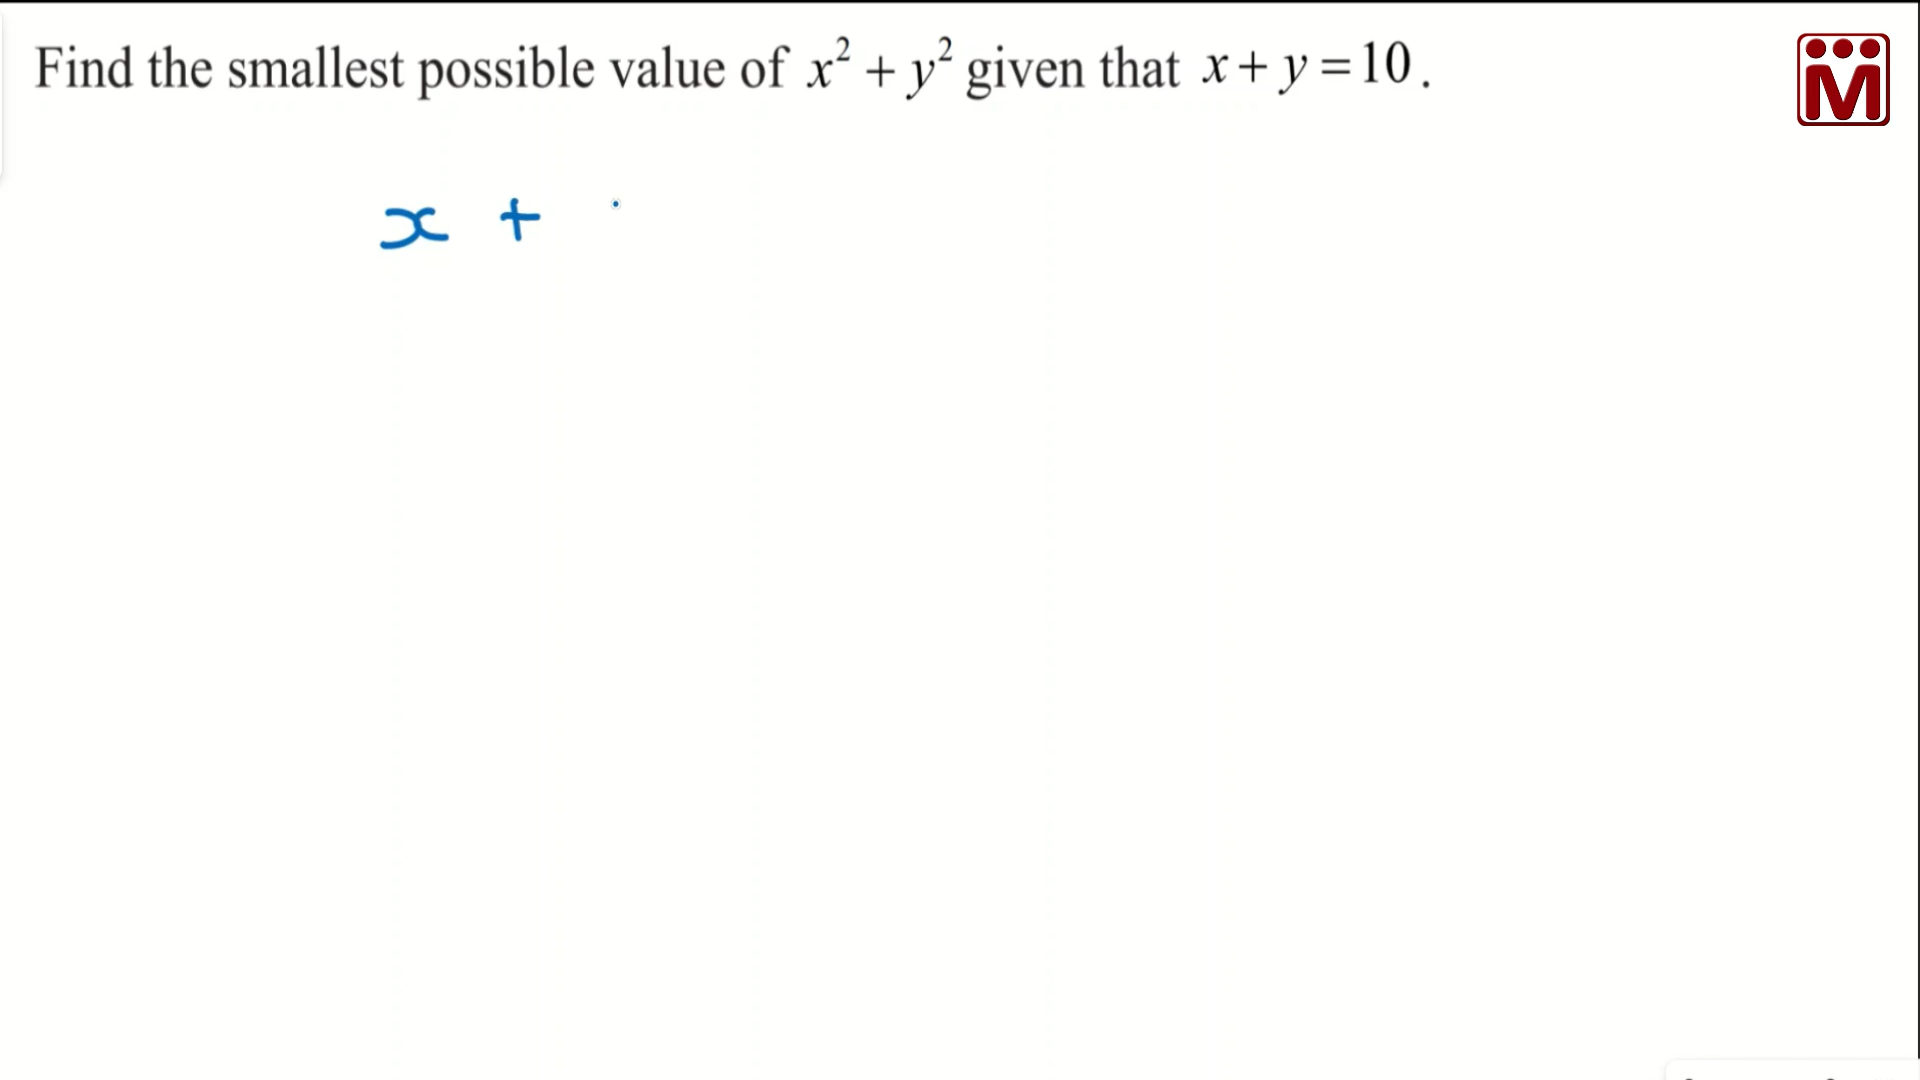 Find the smallest possible value of x² + y² given that x + y = 10.
M
x +